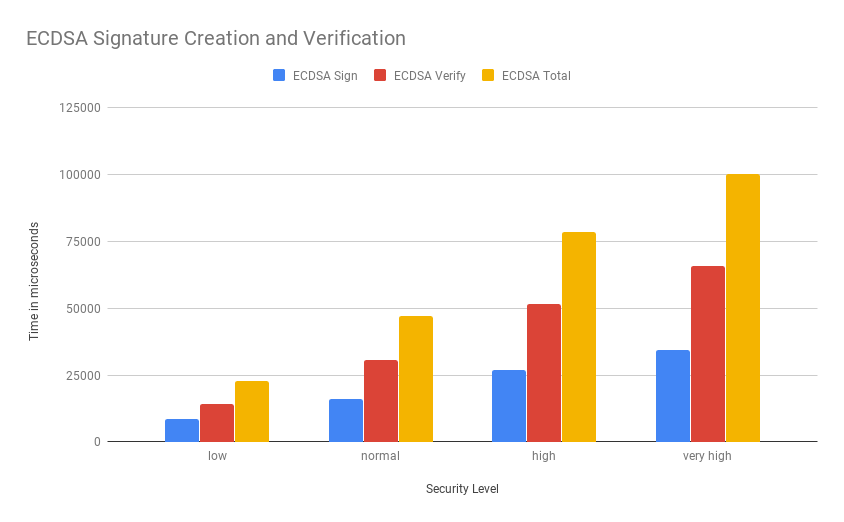 ECDSA Signature Creation and Verification
ECDSA Sign ECDSA Verify ECDSA Total
125000
100000
75000
50000
25000
0
Time in microseconds
low normal high very high
Security Level